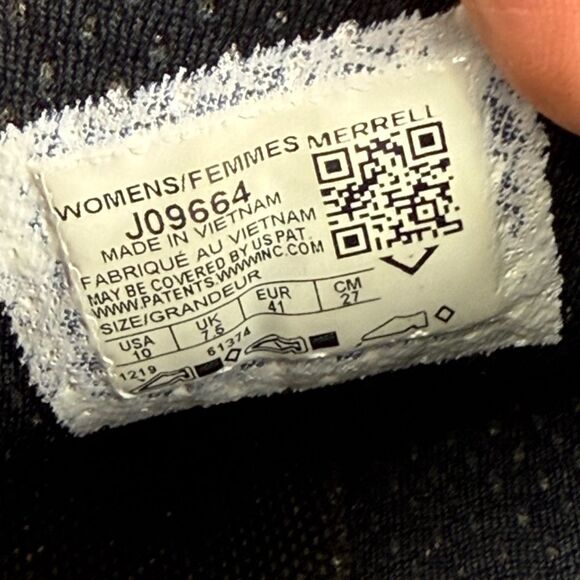 WOMENS/FEMMES MERRELL
J09664
MADE IN VIETNAM
FABRIQUÉ AU VIETNAM
MAY BE COVERED BY US PAT.
WWW.PATENTS.WWWINC.COM
SIZE/GRANDEUR
USA UK EUR CM
10 7.5 41 27
1219 61374